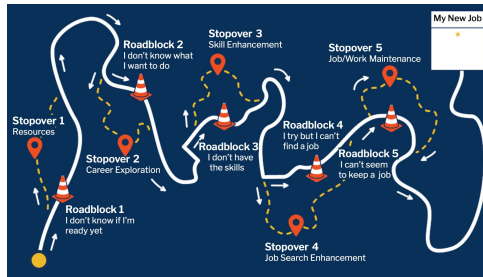 My New Job
Stopover 3
Skill Enhancement
Roadblock 2
I don't know what
I want to do
Stopover 5
Job/Work Maintenance
Stopover 1
Resources
Roadblock 4
I try but I can't
find a job
Stopover 2
Career Exploration
Roadblock 3
I don't have
the skills
Roadblock 5
I can't seem
to keep a job
Roadblock 1
I don't know if I'm
ready yet
Stopover 4
Job Search Enhancement